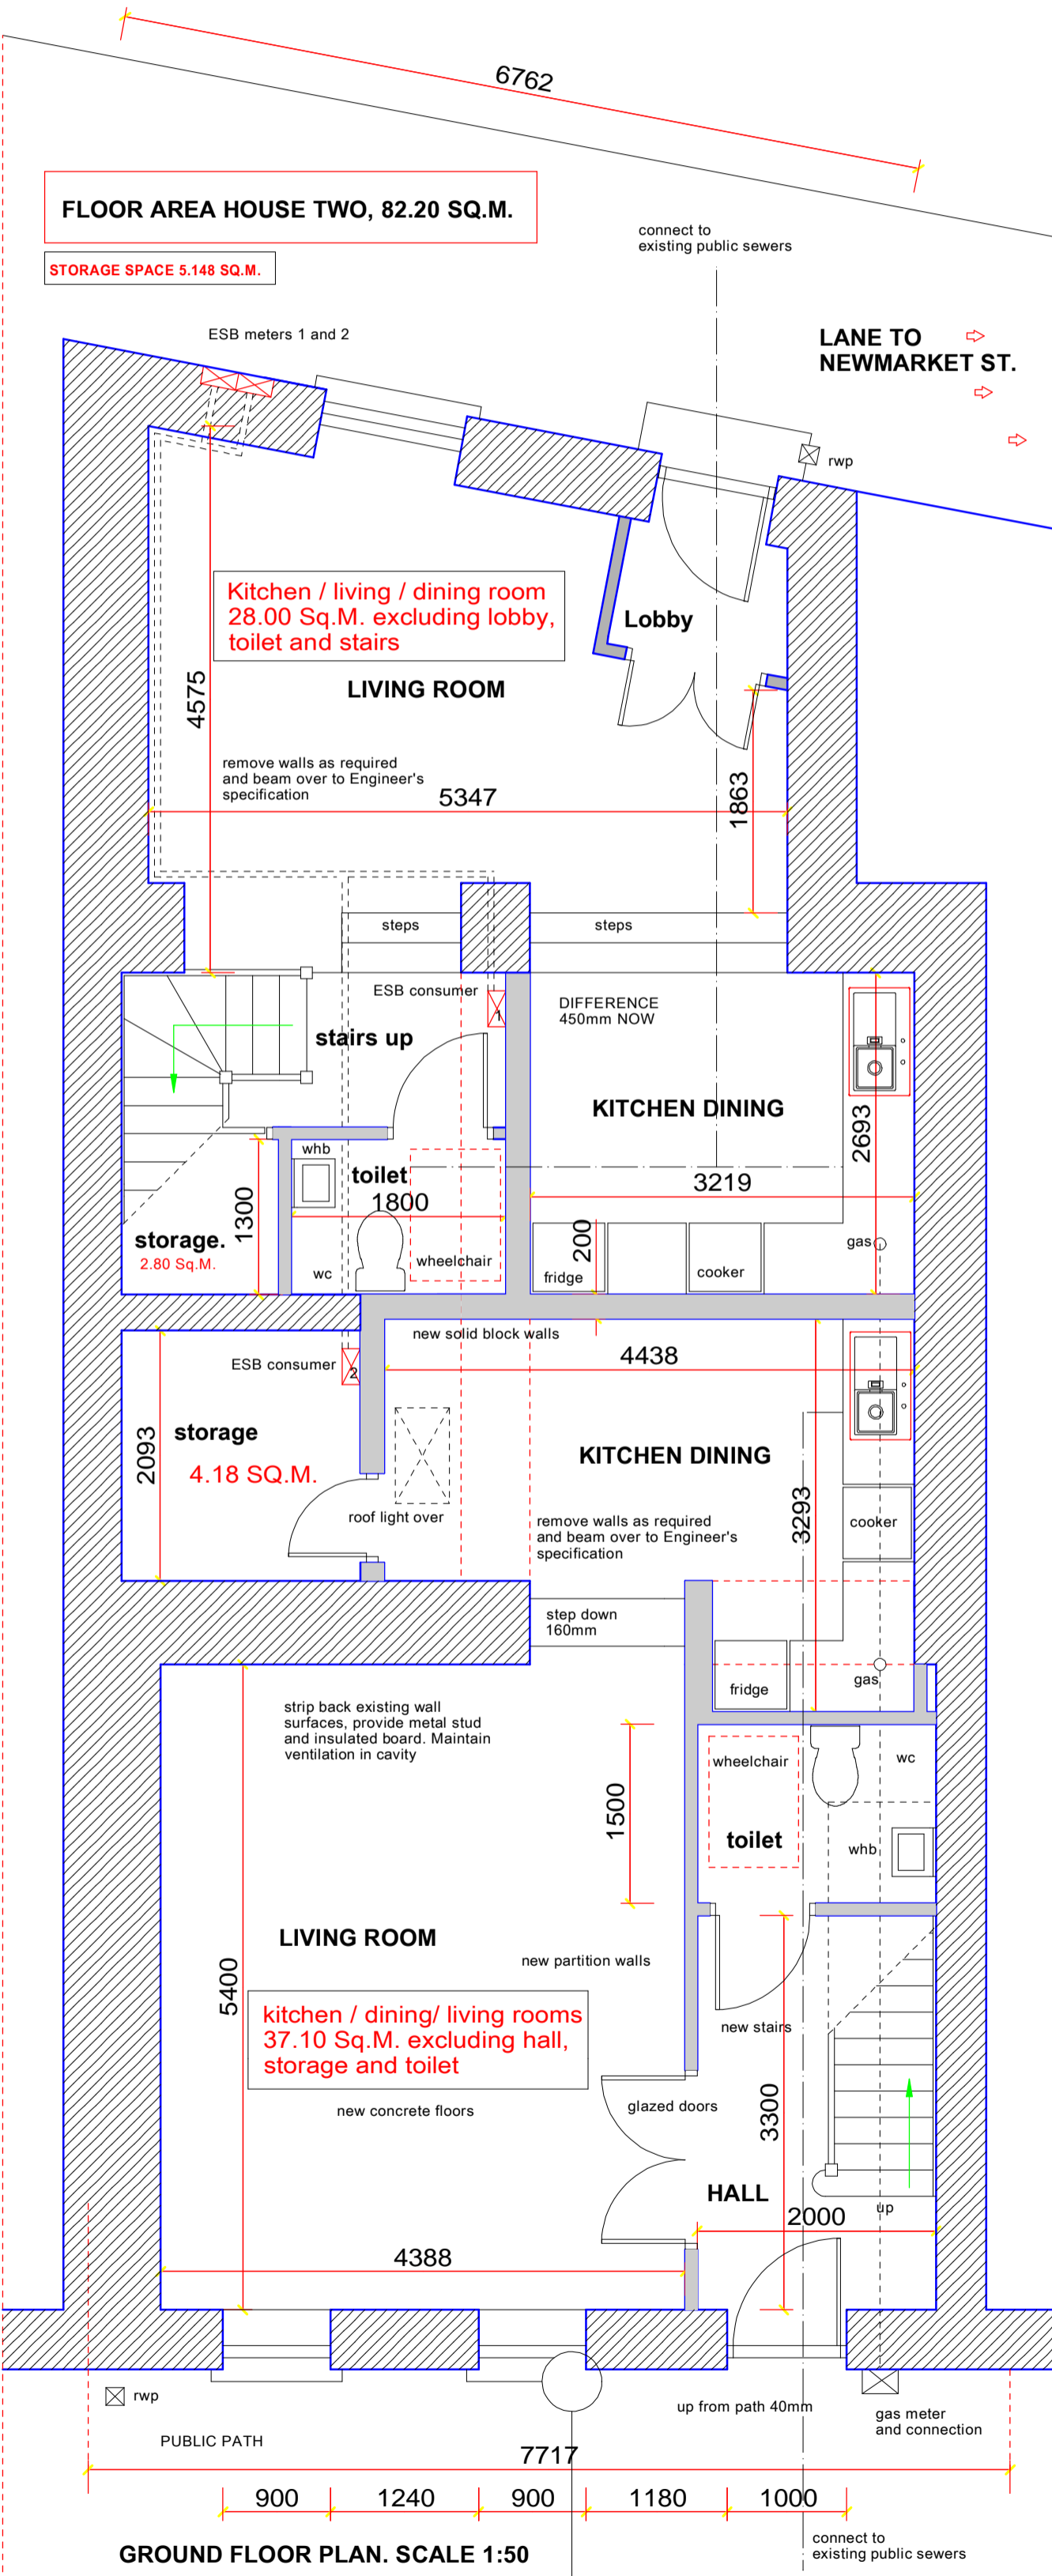 6762
FLOOR AREA HOUSE TWO, 82.20 SQ.M.
STORAGE SPACE 5.148 SQ.M.
connect to
existing public sewers
ESB meters 1 and 2
LANE TO
NEWMARKET ST.
rwp
Kitchen / living / dining room
28.00 Sq.M. excluding lobby,
toilet and stairs
Lobby
LIVING ROOM
4575
remove walls as required
and beam over to Engineer's
specification
5347
1863
steps
steps
ESB consumer
1
DIFFERENCE
450mm NOW
stairs up
KITCHEN DINING
2693
whb
toilet
1800
3219
1300
storage.
2.80 Sq.M.
wc
wheelchair
200
fridge
cooker
gas
new solid block walls
ESB consumer
2
4438
2093
storage
4.18 SQ.M.
KITCHEN DINING
roof light over
remove walls as required
and beam over to Engineer's
specification
3293
cooker
step down
160mm
fridge
gas
strip back existing wall
surfaces, provide metal stud
and insulated board. Maintain
ventilation in cavity
wheelchair
wc
1500
toilet
whb
LIVING ROOM
new partition walls
5400
kitchen / dining/ living rooms
37.10 Sq.M. excluding hall,
storage and toilet
new stairs
new concrete floors
glazed doors
3300
HALL
up
2000
4388
rwp
up from path 40mm
gas meter
and connection
PUBLIC PATH
7717
900
1240
900
1180
1000
GROUND FLOOR PLAN. SCALE 1:50
connect to
existing public sewers